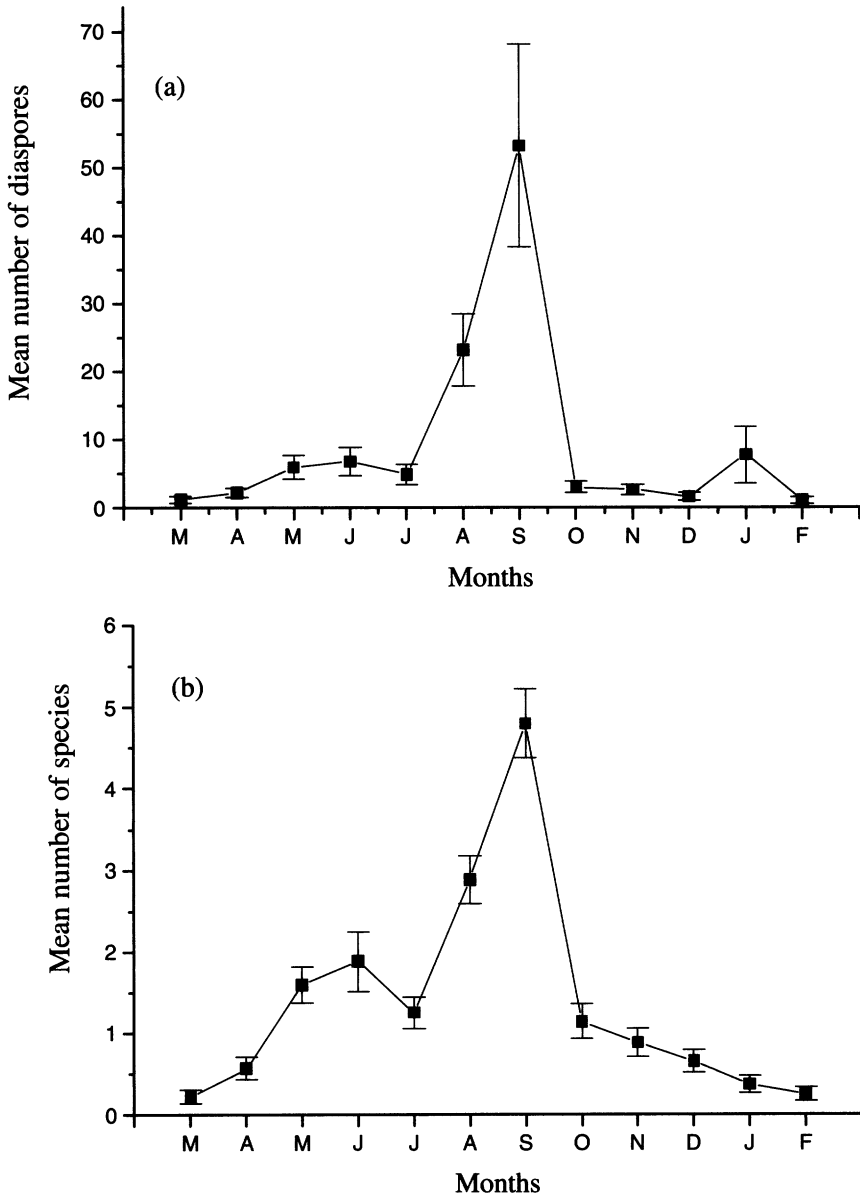 70
(a)
60
50
40
30
20
10
0
Mean number of diaspores
M A M J J A S O N D J F
Months
6
(b)
5
4
3
2
1
0
Mean number of species
M A M J J A S O N D J F
Months